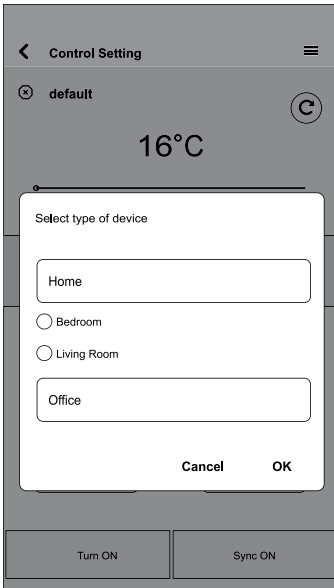 Control Setting
default
16°C
Select type of device
Home
Bedroom
Living Room
Office
Cancel OK
Turn ON Sync ON